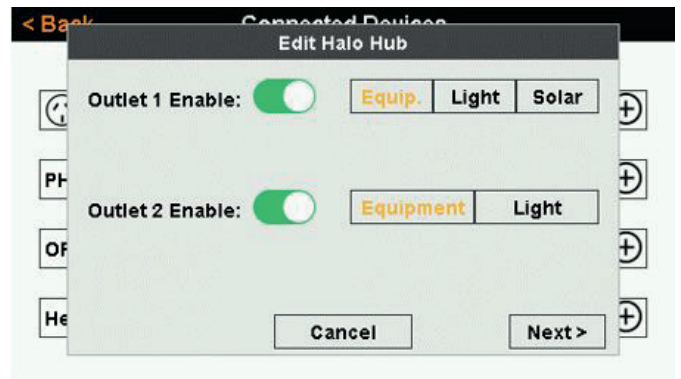 < Back Connected Devices
Edit Halo Hub
Outlet 1 Enable: Equip. Light Solar
PH
Outlet 2 Enable: Equipment Light
He
Cancel Next >